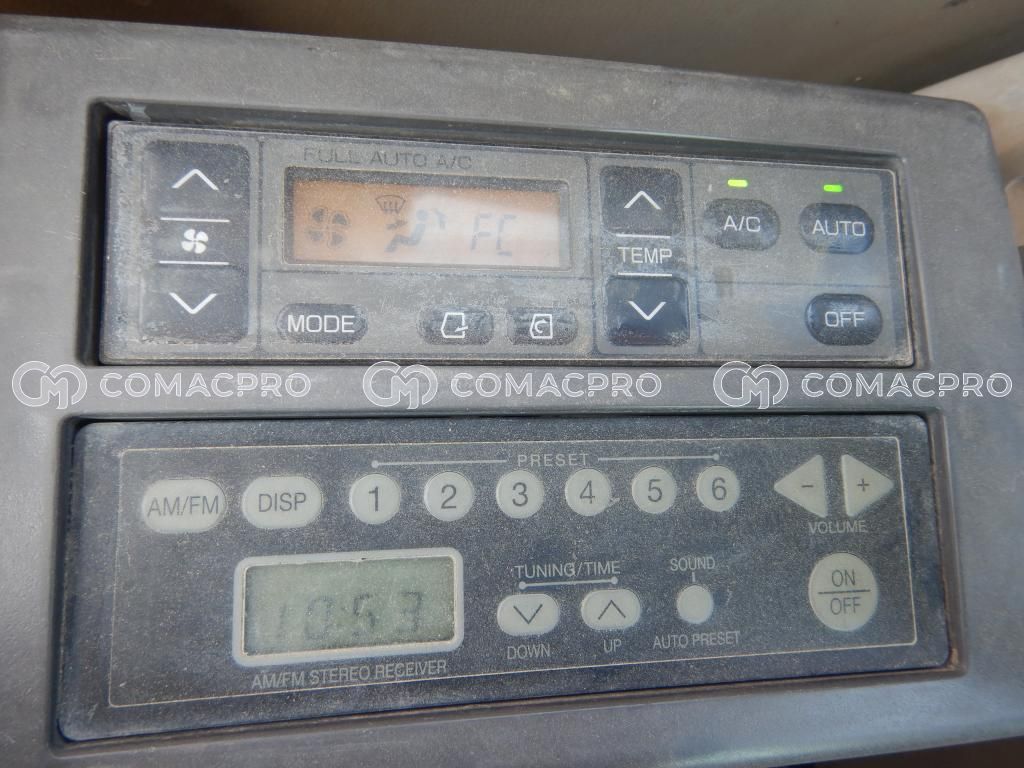 FULL AUTO A/C
FC
TEMP
A/C
AUTO
MODE
OFF
COMACPRO COMACPRO COMACPRO
PRESET
AM/FM DISP 1 2 3 4 5 6 - +
VOLUME
TUNING/TIME SOUND
10:53
ON
OFF
DOWN UP AUTO PRESET
AM/FM STEREO RECEIVER